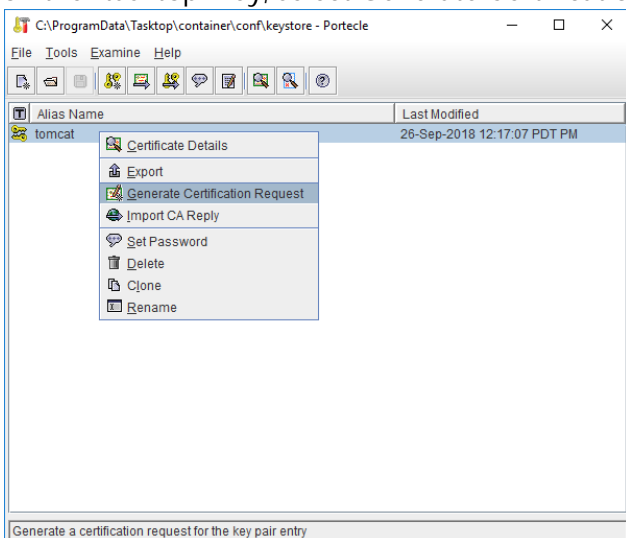 C:\ProgramData\Tasktop\container\conf\keystore - Portecle
File Tools Examine Help
Alias Name Last Modified
tomcat 26-Sep-2018 12:17:07 PDT PM
Certificate Details
Export
Generate Certification Request
Import CA Reply
Set Password
Delete
Clone
Rename
Generate a certification request for the key pair entry